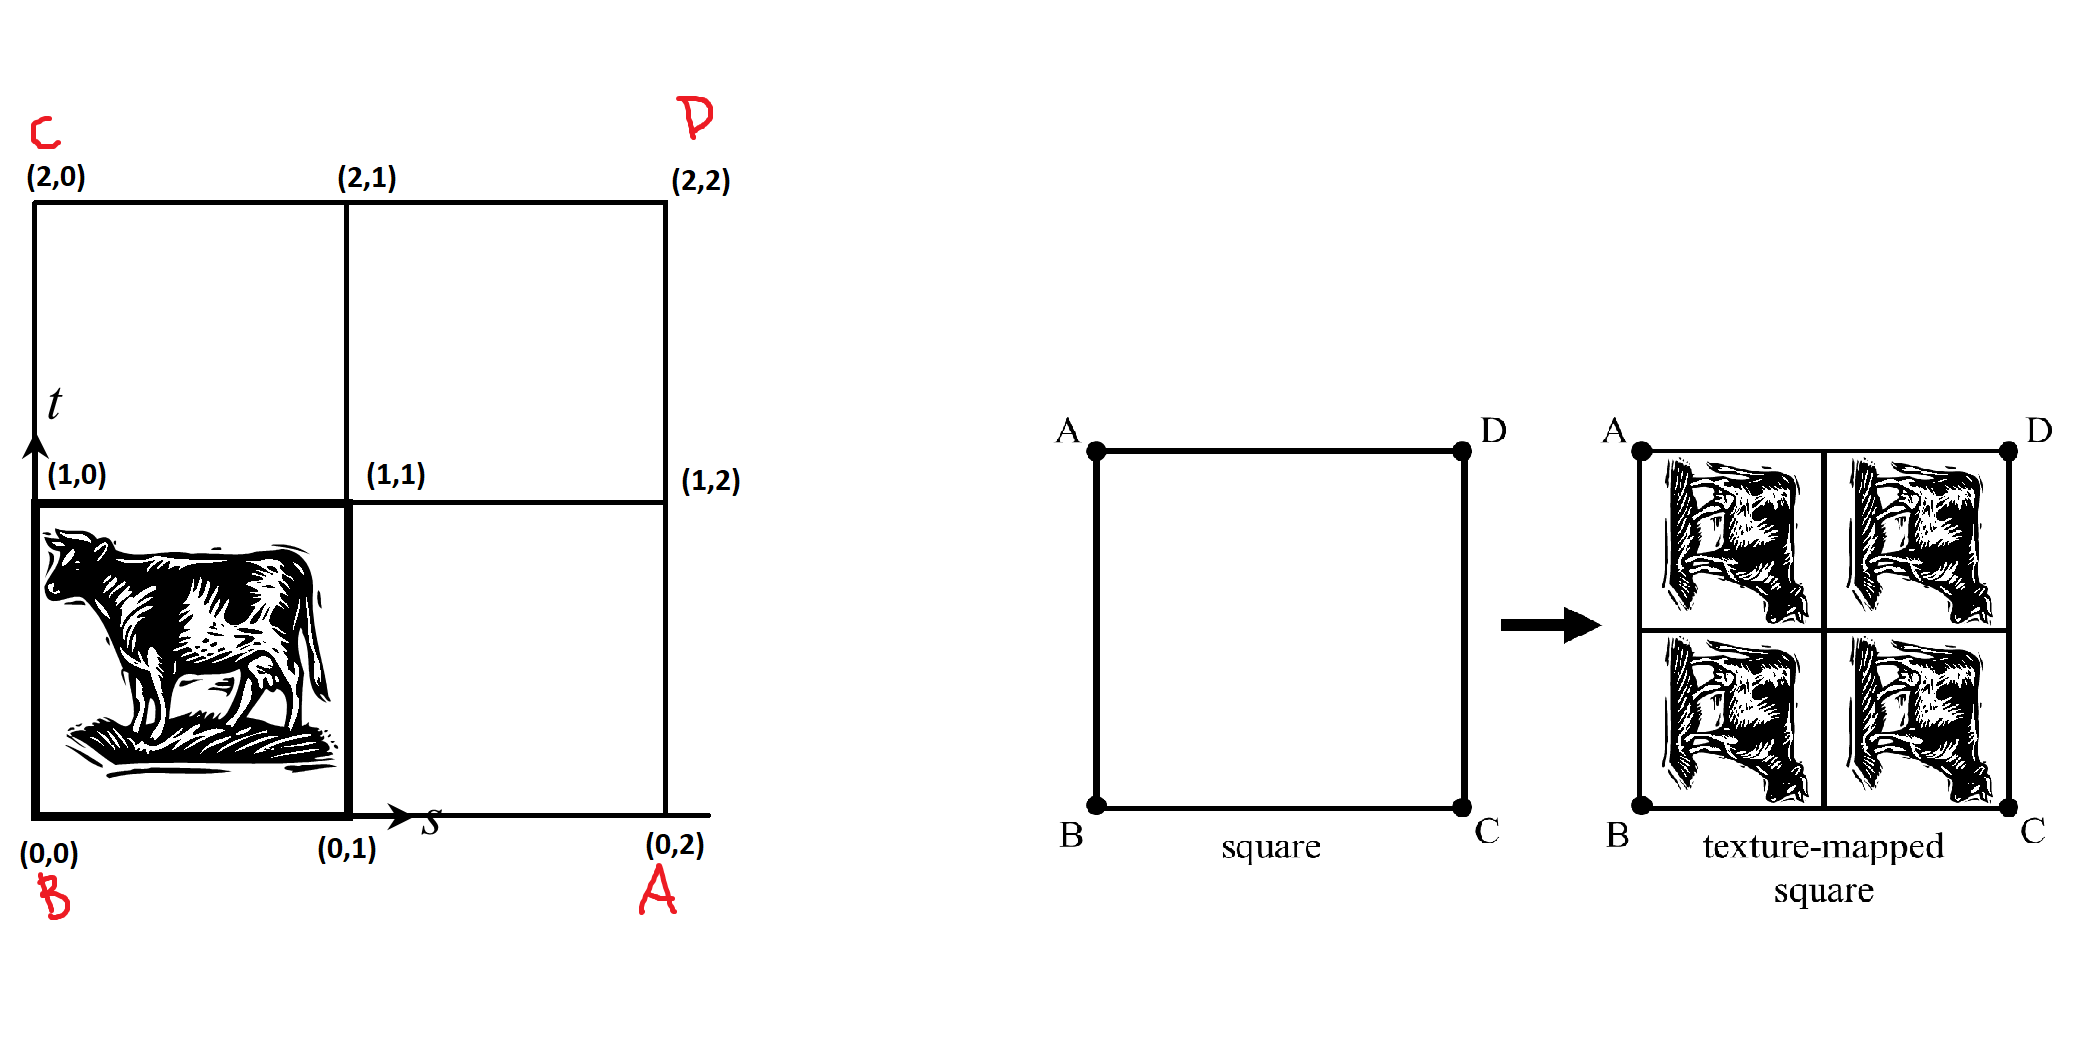 C
D
(2,0)
(2,1)
(2,2)
t
(1,0)
(1,1)
(1,2)
s
(0,0)
(0,1)
(0,2)
B
A
A
D
B
C
square
A
D
B
C
texture-mapped
square